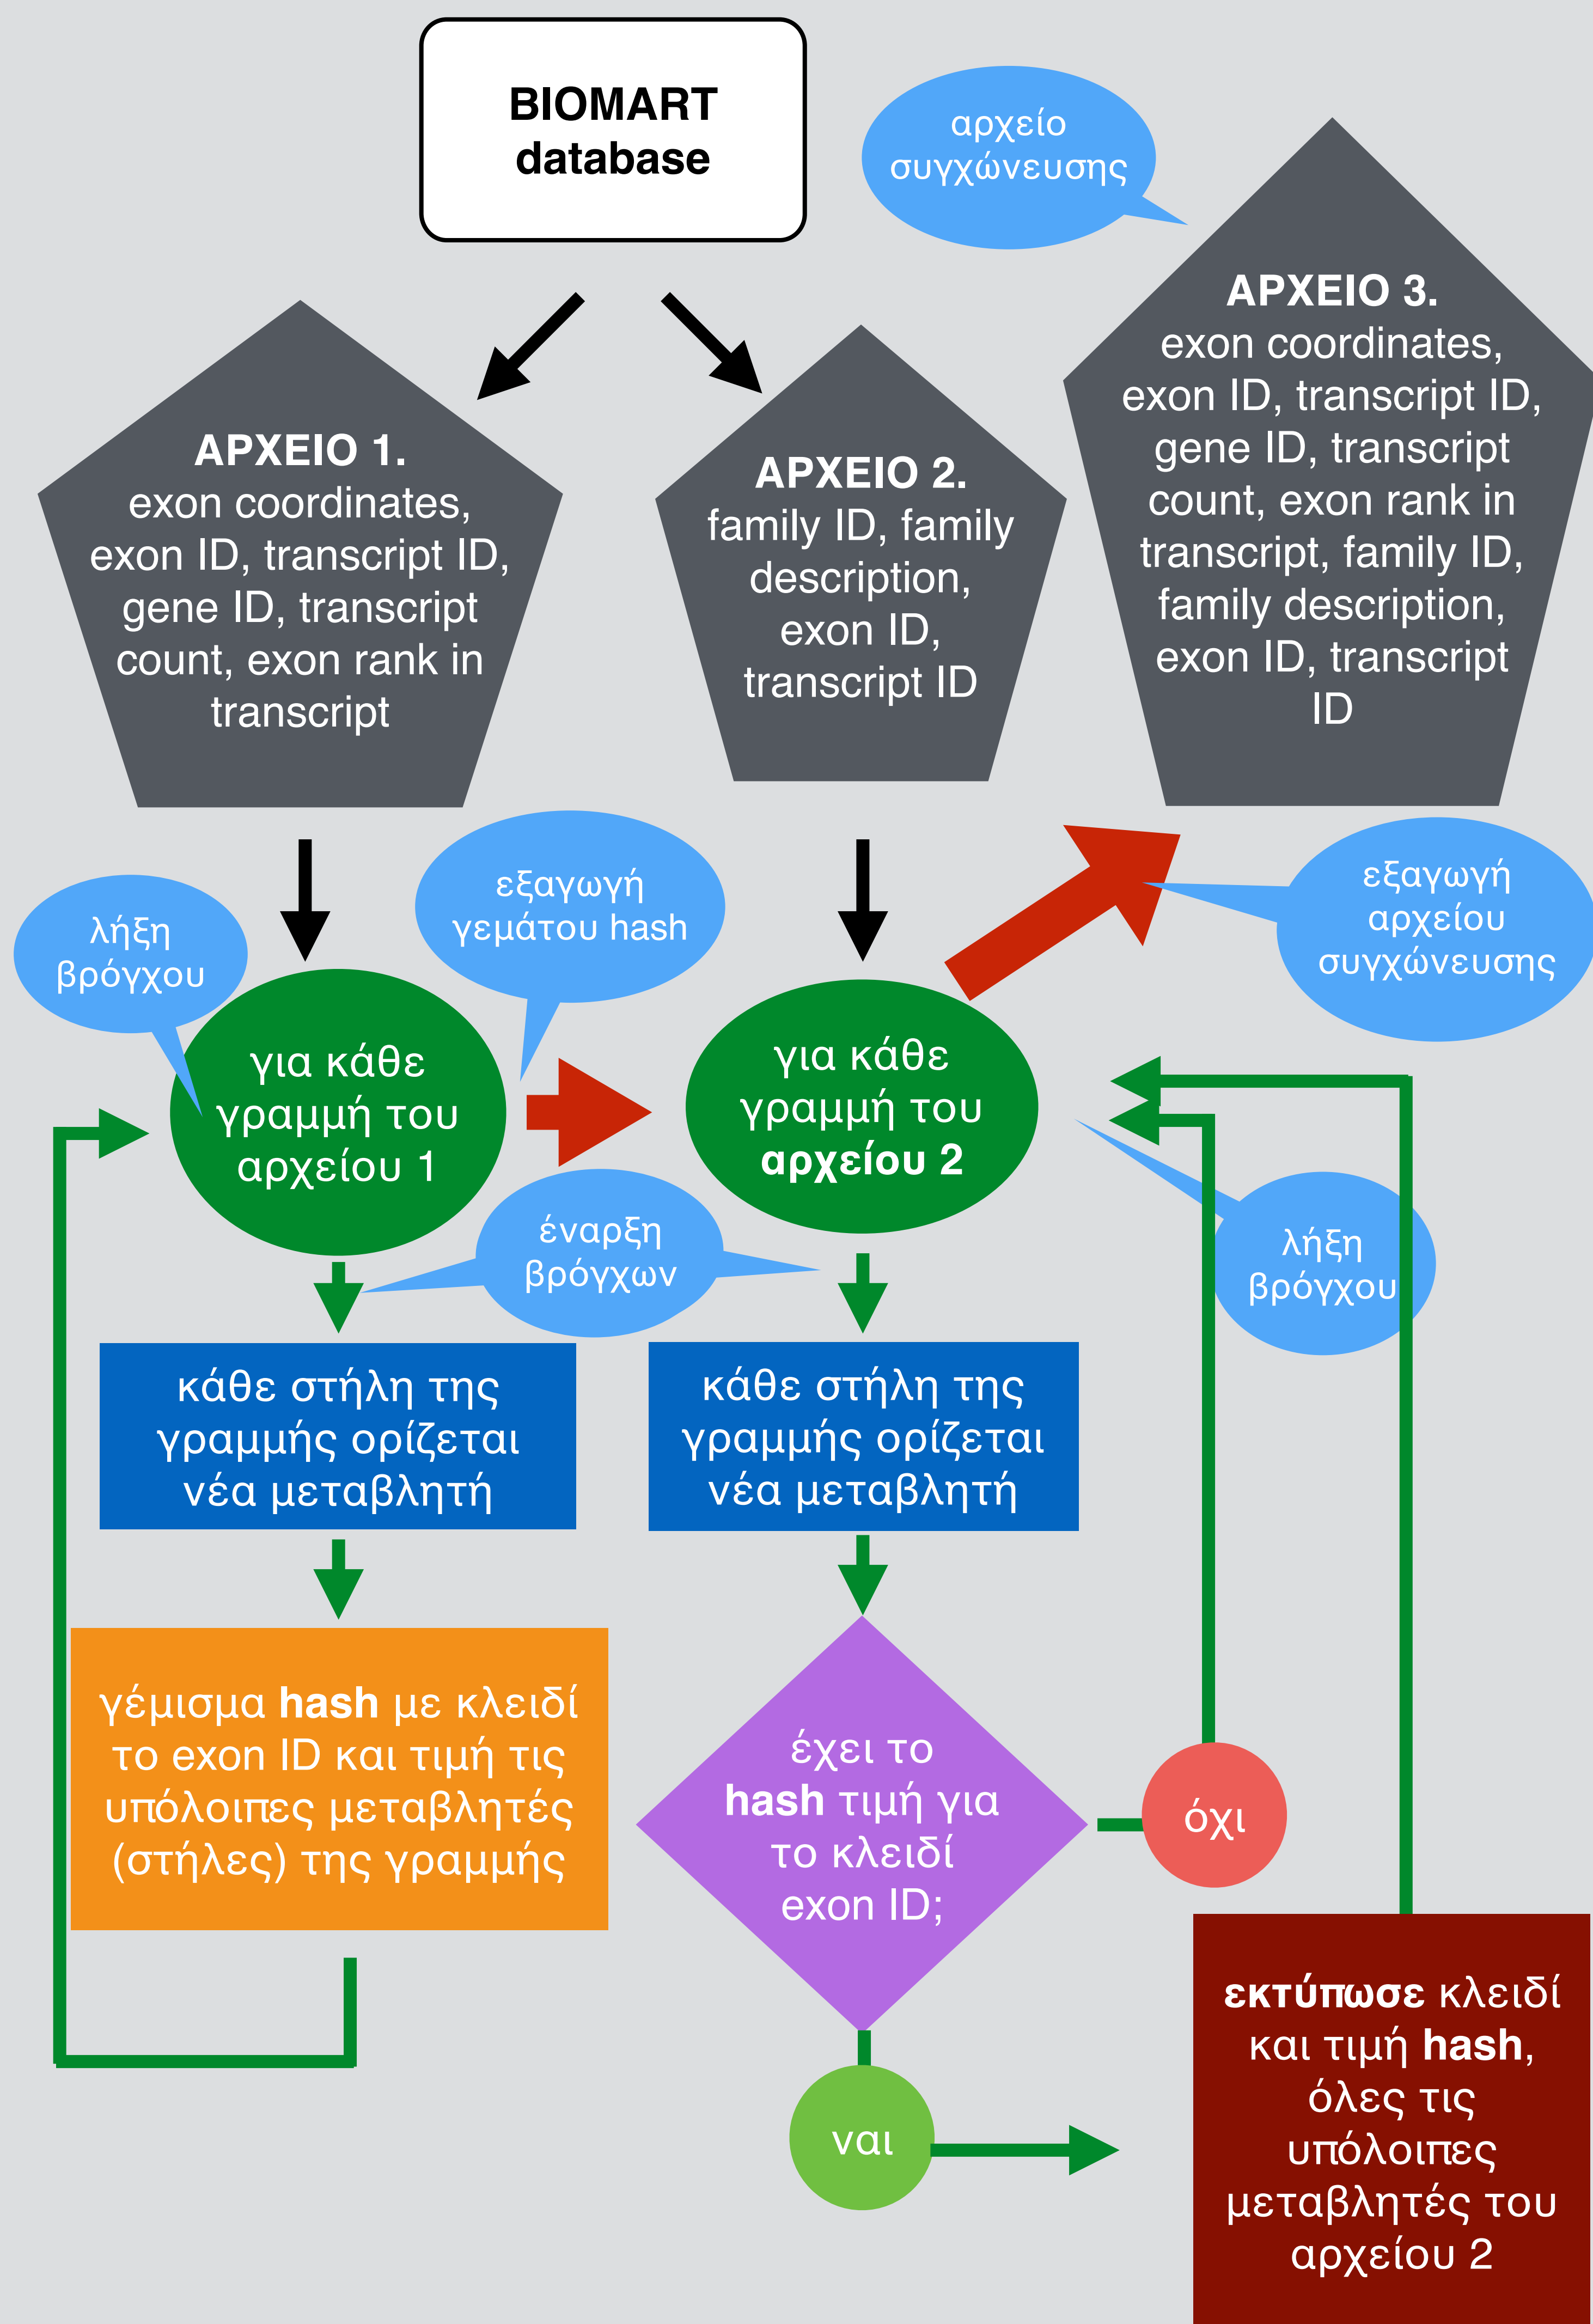 BIOMART
database
αρχείο
συγχώνευσης
ΑΡΧΕΙΟ 1.
exon coordinates,
exon ID, transcript ID,
gene ID, transcript
count, exon rank in
transcript
ΑΡΧΕΙΟ 2.
family ID, family
description,
exon ID,
transcript ID
ΑΡΧΕΙΟ 3.
exon coordinates,
exon ID, transcript ID,
gene ID, transcript
count, exon rank in
transcript, family ID,
family description,
exon ID, transcript
ID
λήξη
βρόγχου
εξαγωγή
γεμάτου hash
εξαγωγή
αρχείου
συγχώνευσης
για κάθε
γραμμή του
αρχείου 1
για κάθε
γραμμή του
αρχείου 2
έναρξη
βρόγχων
λήξη
βρόγχου
κάθε στήλη της
γραμμής ορίζεται
νέα μεταβλητή
κάθε στήλη της
γραμμής ορίζεται
νέα μεταβλητή
γέμισμα hash με κλειδί
το exon ID και τιμή τις
υπόλοιπες μεταβλητές
(στήλες) της γραμμής
έχει το
hash τιμή για
το κλειδί
exon ID;
όχι
ναι
εκτύπωσε κλειδί
και τιμή hash,
όλες τις
υπόλοιπες
μεταβλητές του
αρχείου 2